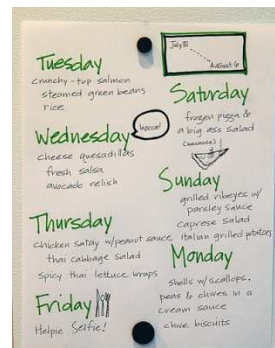 Tuesday
crunchy-top salmon
steamed green beans
rice
Wednesday
cheese quesadillas
fresh salsa
avocado relish
Thursday
chicken satay w/peanut sauce
thai cabbage salad
spicy thai lettuce wraps
Friday
Helpie Selfie!
July 31
August 6
Saturday
frozen pizza &
a big ass salad
Sunday
grilled ribeyes w/
parsley sauce
caprese salad
Italian grilled potatoes
Monday
shells w/scallops,
peas & chives in a
cream sauce
chive biscuits